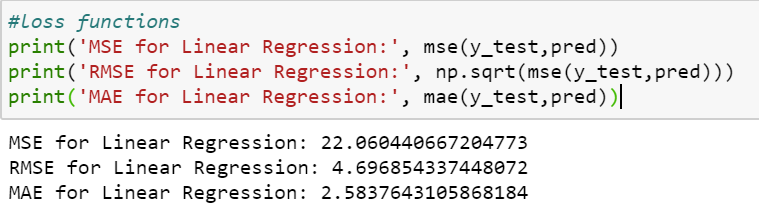 #loss functions
print('MSE for Linear Regression:', mse(y_test,pred))
print('RMSE for Linear Regression:', np.sqrt(mse(y_test,pred)))
print('MAE for Linear Regression:', mae(y_test,pred))
MSE for Linear Regression: 22.060440667204773
RMSE for Linear Regression: 4.696854337448072
MAE for Linear Regression: 2.5837643105868184